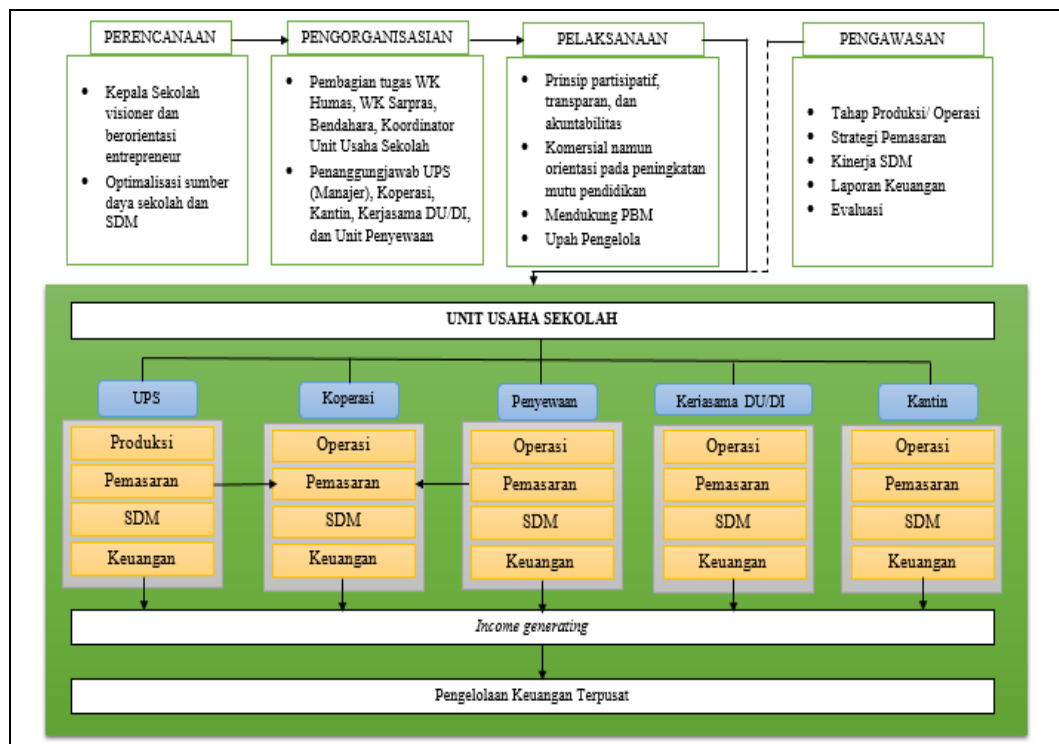 PERENCANAAN
PENGORGANISASIAN
PELAKSANAAN
PENGAWASAN
• Kepala Sekolah
visioner dan
berorientasi
entrepreneur
• Optimalisasi sumber
daya sekolah dan
SDM
• Pembagian tugas WK
Humas, WK Sarpras,
Bendahara, Koordinator
Unit Usaha Sekolah
• Penanggungjawab UPS
(Manajer), Koperasi,
Kantin, Kerjasama DU/DI,
dan Unit Penyewaan
• Prinsip partisipatif,
transparan, dan
akuntabilitas
• Komersial namun
orientasi pada peningkatan
mutu pendidikan
• Mendukung PBM
• Upah Pengelola
• Tahap Produksi/ Operasi
• Strategi Pemasaran
• Kinerja SDM
• Laporan Keuangan
• Evaluasi
UNIT USAHA SEKOLAH
UPS
Koperasi
Penyewaan
Kerjasama DU/DI
Kantin
Produksi
Operasi
Operasi
Operasi
Operasi
Pemasaran
Pemasaran
Pemasaran
Pemasaran
Pemasaran
SDM
SDM
SDM
SDM
SDM
Keuangan
Keuangan
Keuangan
Keuangan
Keuangan
Income generating
Pengelolaan Keuangan Terpusat